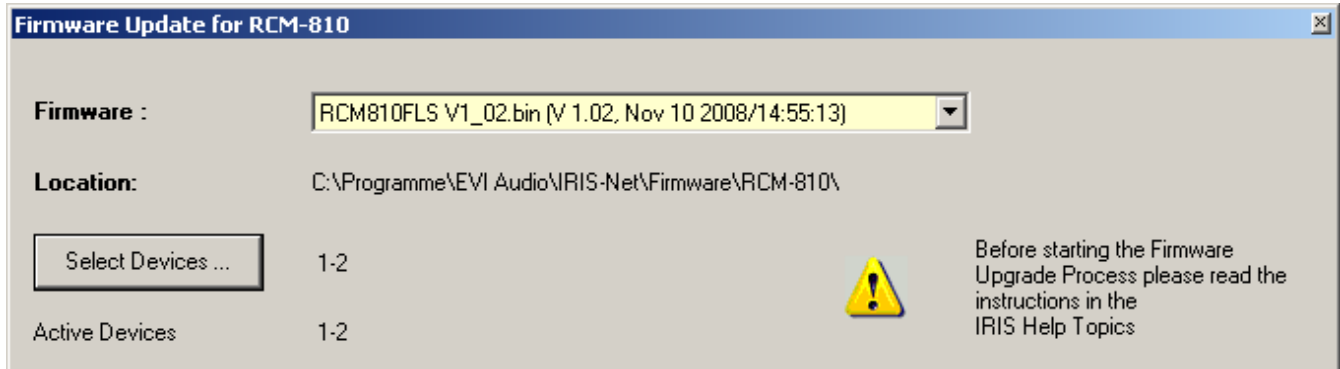 Firmware Update for RCM-810
Firmware : RCM810FLS V1_02.bin (V 1.02, Nov 10 2008/14:55:13)
Location: C:\Programme\EVI Audio\IRIS-Net\Firmware\RCM-810\
Select Devices ... 1-2
Active Devices 1-2
Before starting the Firmware
Upgrade Process please read the
instructions in the
IRIS Help Topics